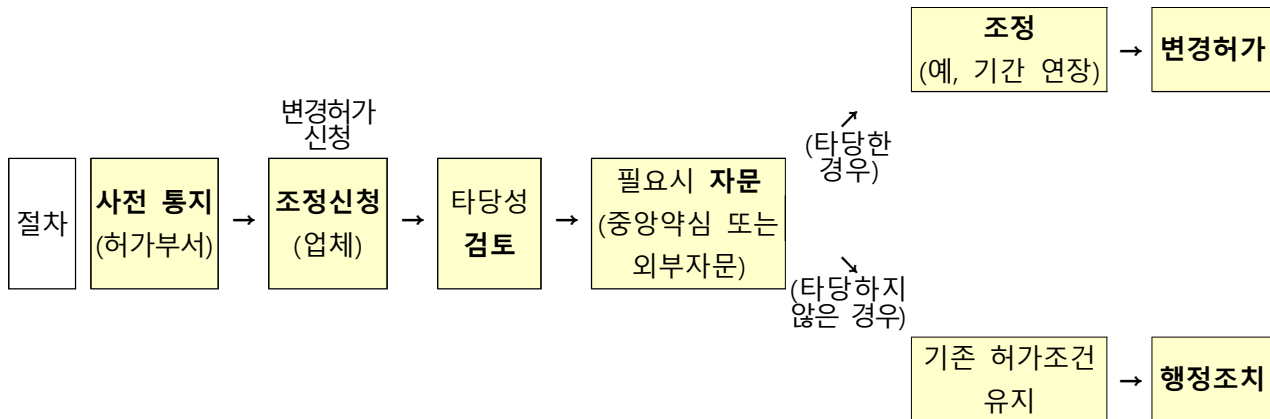 절차
사전 통지
(허가부서)
→
변경허가
신청
조정신청
(업체)
→
타당성
검토
→
필요시 자문
(중앙약심 또는
외부자문)
↗
(타당한
경우)
조정
(예, 기간 연장)
→
변경허가
↘
(타당하지
않은 경우)
기존 허가조건
유지
→
행정조치